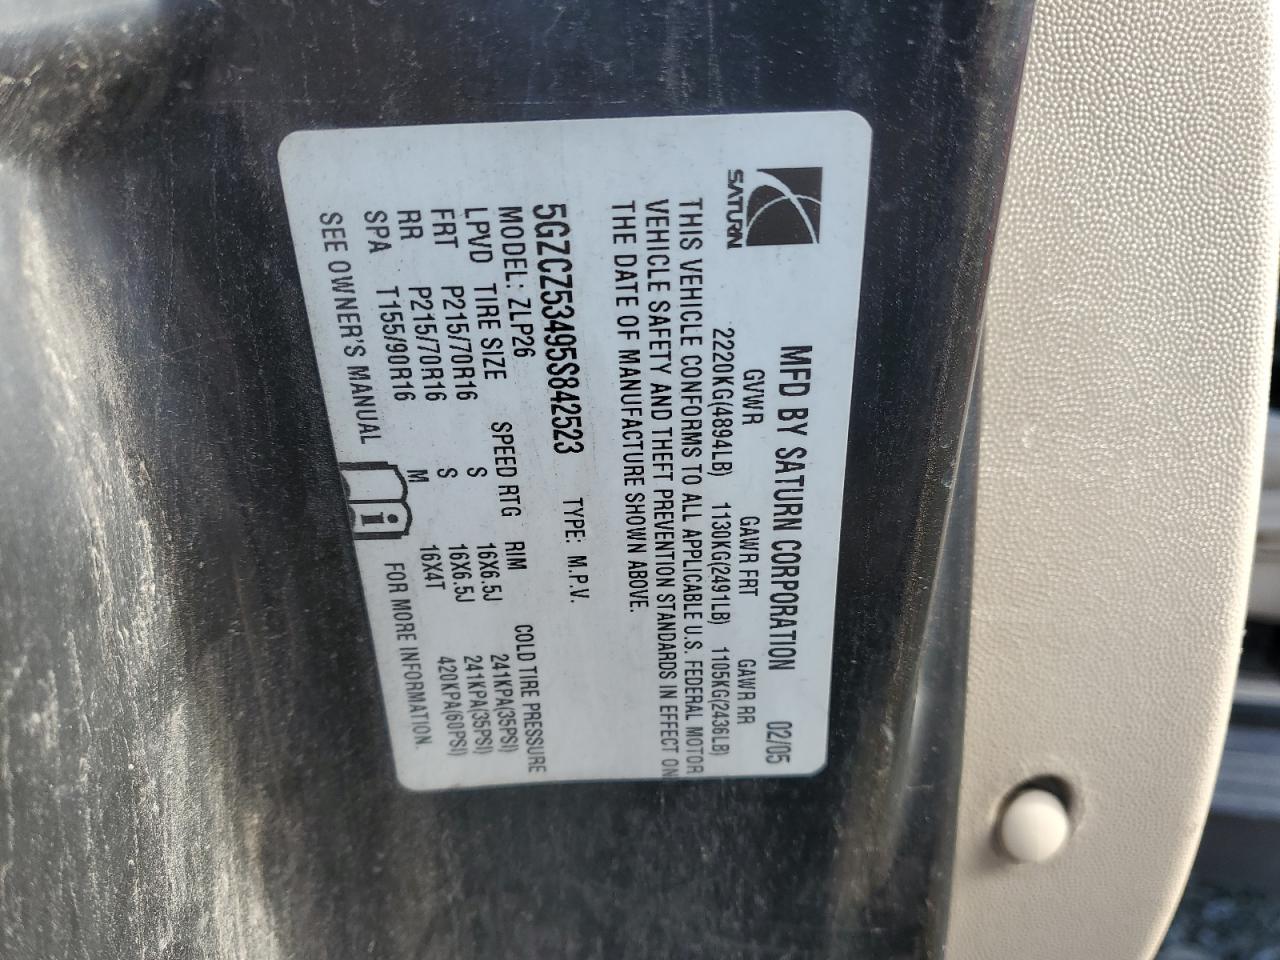 SATURN
MFD BY SATURN CORPORATION 02/05
GVWR GAWR FRT GAWR RR
2220KG(4894LB) 1130KG(2491LB) 1105KG(2436LB)
THIS VEHICLE CONFORMS TO ALL APPLICABLE U.S. FEDERAL MOTOR
VEHICLE SAFETY AND THEFT PREVENTION STANDARDS IN EFFECT ON
THE DATE OF MANUFACTURE SHOWN ABOVE.
5GZCZ53495S842523 TYPE: M.P.V.
MODEL: ZLP26
LPVD TIRE SIZE SPEED RTG RIM COLD TIRE PRESSURE
FRT P215/70R16 S 16X6.5J 241KPA(35PSI)
RR P215/70R16 S 16X6.5J 241KPA(35PSI)
SPA T155/90R16 M 16X4T 420KPA(60PSI)
SEE OWNER'S MANUAL i FOR MORE INFORMATION.